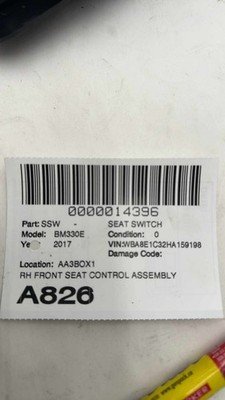 0000014396
Part: SSW - SEAT SWITCH
Model: BM330E Condition: 0
2017 VIN:WBA8E1C32HA159198
Damage Code:
Location: AA3BOX1
RH FRONT SEAT CONTROL ASSEMBLY
A826